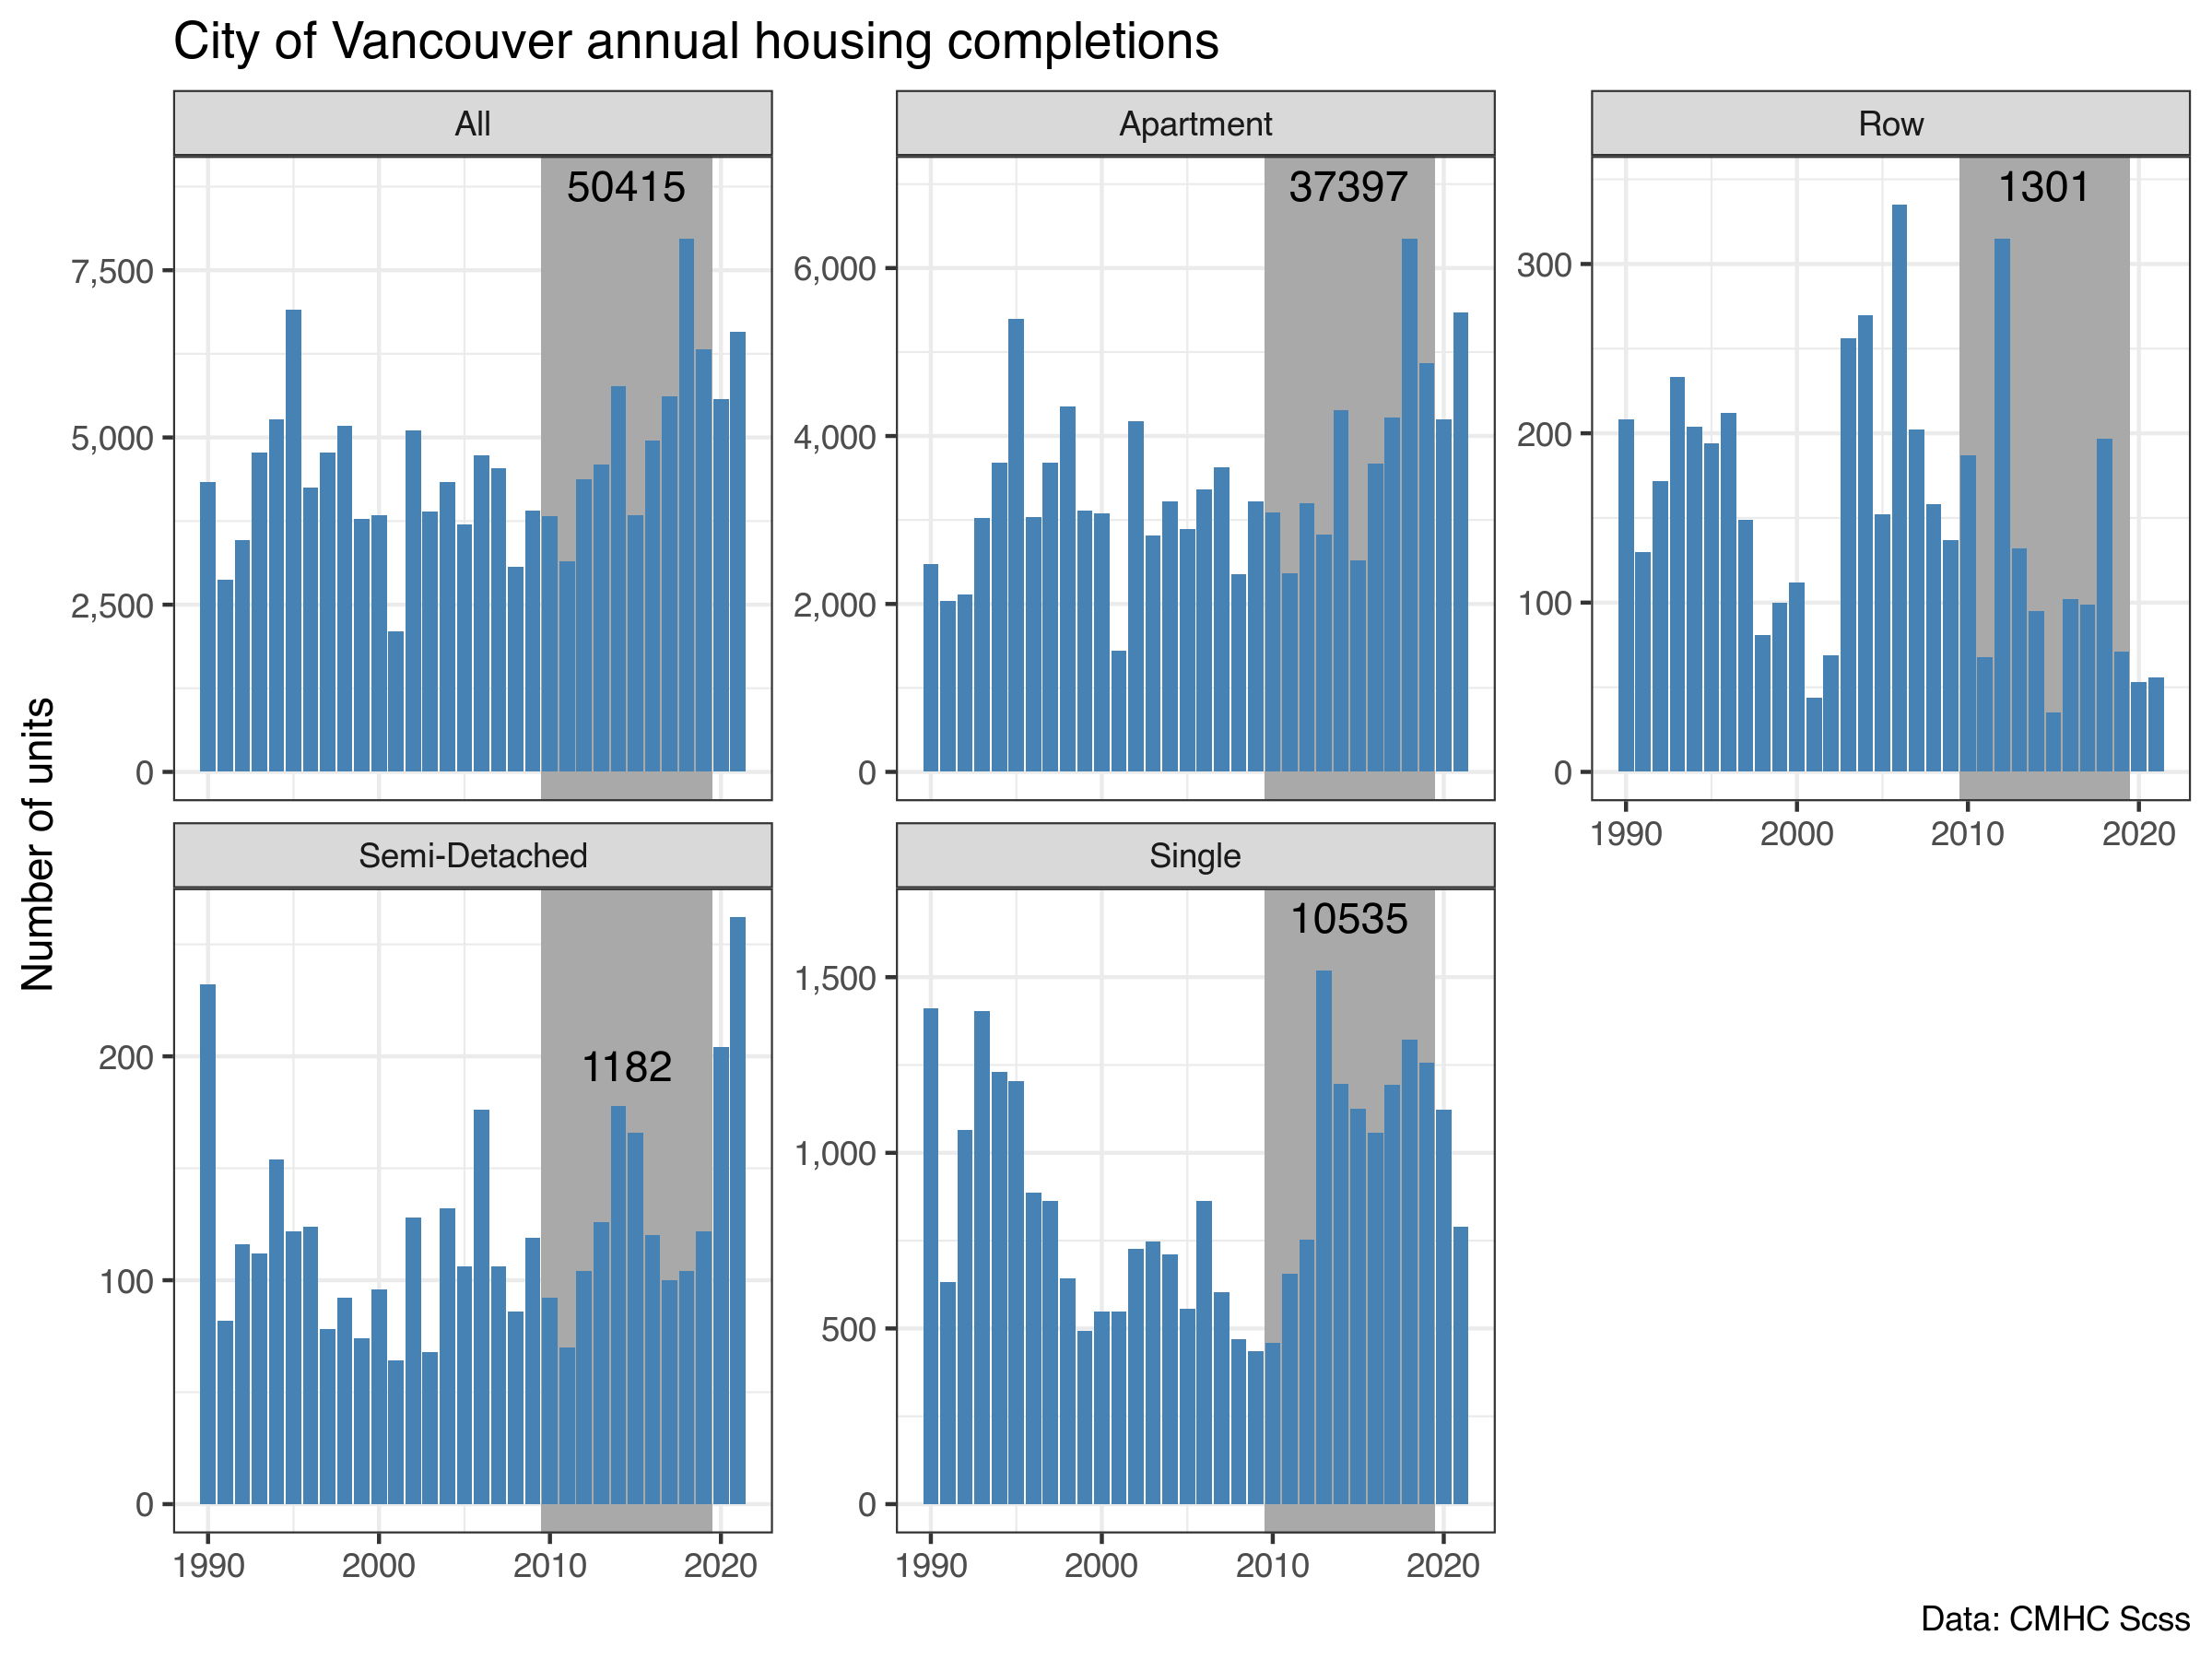 City of Vancouver annual housing completions
Number of units
All
50415
7,500
5,000
2,500
0
Apartment
37397
6,000
4,000
2,000
0
Row
1301
300
200
100
0
1990 2000 2010 2020
Semi-Detached
1182
200
100
0
1990 2000 2010 2020
Single
10535
1,500
1,000
500
0
1990 2000 2010 2020
Data: CMHC Scss